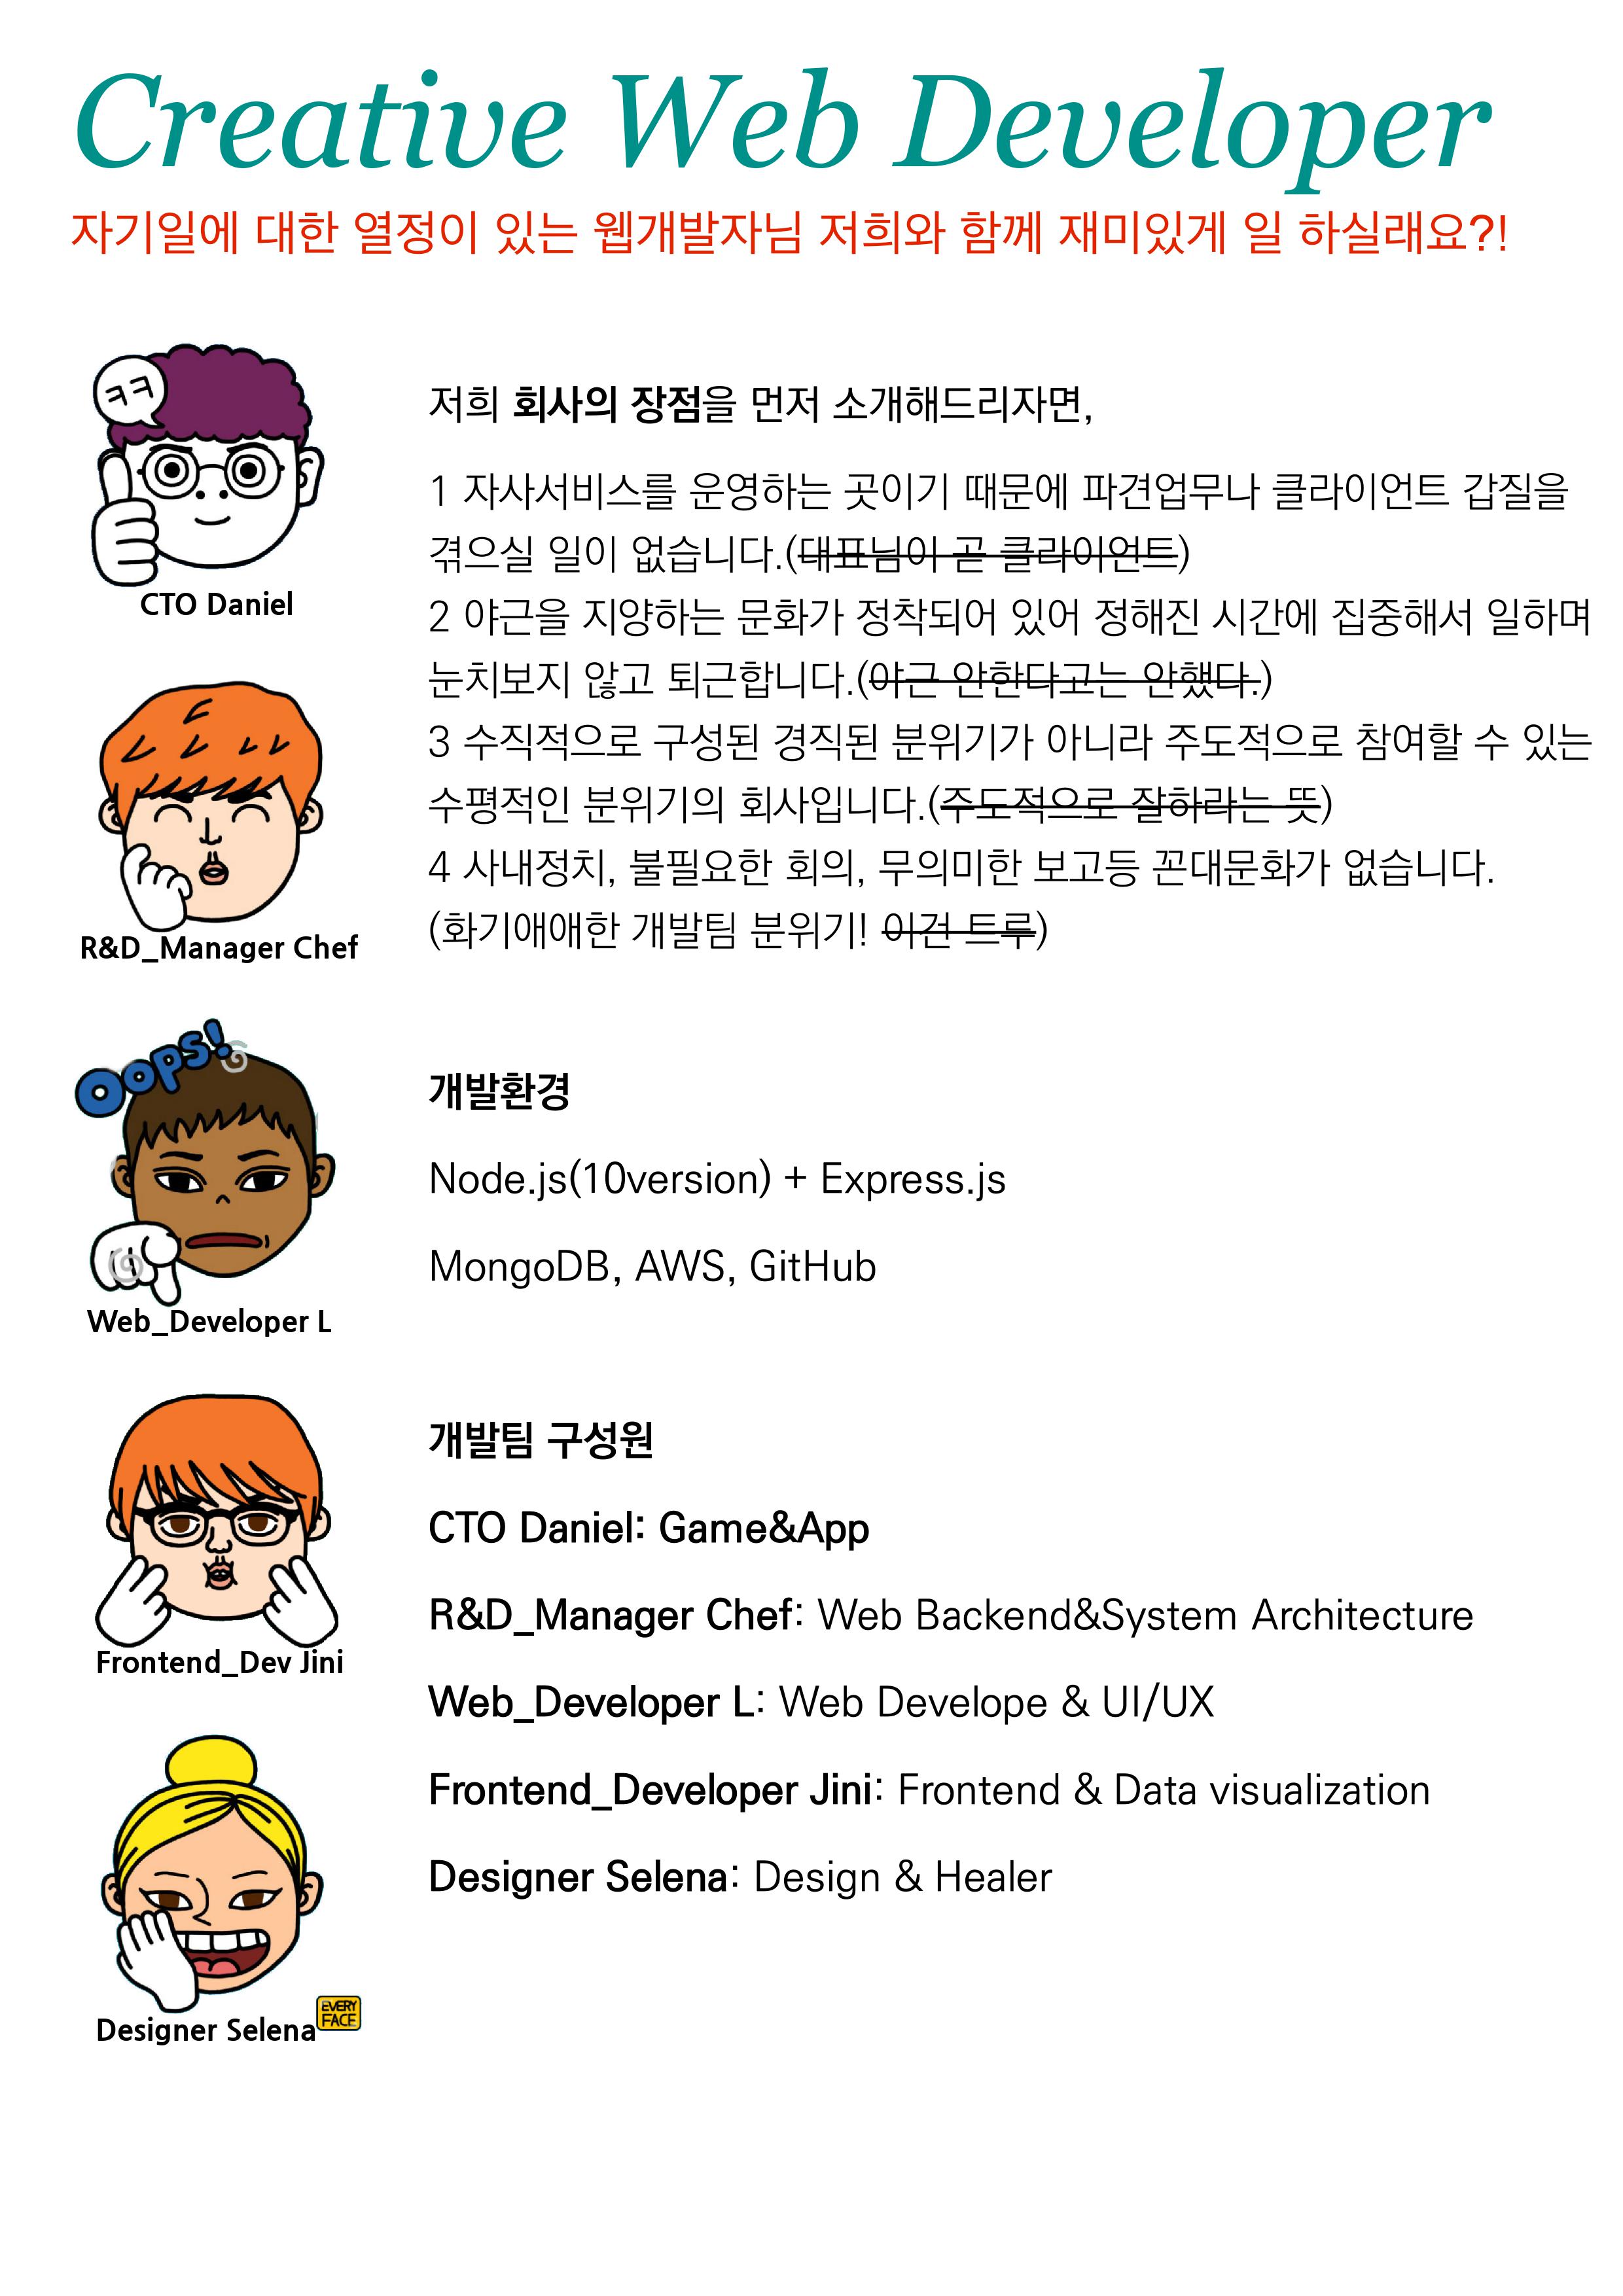 Creative Web Developer
자기일에 대한 열정이 있는 웹개발자님 저희와 함께 재미있게 일 하실래요?!
ㅋㅋ
CTO Daniel
저희 회사의 장점을 먼저 소개해드리자면,
1 자사서비스를 운영하는 곳이기 때문에 파견업무나 클라이언트 갑질을
겪으실 일이 없습니다.(대표님이 곧 클라이언트)
2 야근을 지양하는 문화가 정착되어 있어 정해진 시간에 집중해서 일하며
눈치보지 않고 퇴근합니다.(야근 안한다고는 안했다.)
3 수직적으로 구성된 경직된 분위기가 아니라 주도적으로 참여할 수 있는
수평적인 분위기의 회사입니다.(주도적으로 잘하라는 뜻)
4 사내정치, 불필요한 회의, 무의미한 보고등 꼰대문화가 없습니다.
(화기애애한 개발팀 분위기! 이건 트루)
R&D_Manager Chef
Oops!
Web_Developer L
개발환경
Node.js(10version) + Express.js
MongoDB, AWS, GitHub
Frontend_Dev Jini
개발팀 구성원
CTO Daniel: Game&App
R&D_Manager Chef: Web Backend&System Architecture
Web_Developer L: Web Develope & UI/UX
Frontend_Developer Jini: Frontend & Data visualization
Designer Selena: Design & Healer
Designer Selena
EVERY
FACE